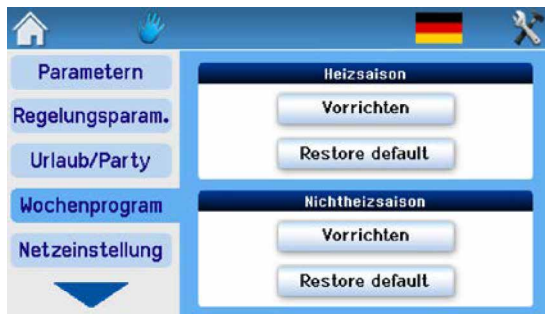 Parametern
Regelungsparam.
Urlaub/Party
Wochenprogram
Netzeinstellung
Heizsaison
Vorrichten
Restore default
Nichtheizsaison
Vorrichten
Restore default